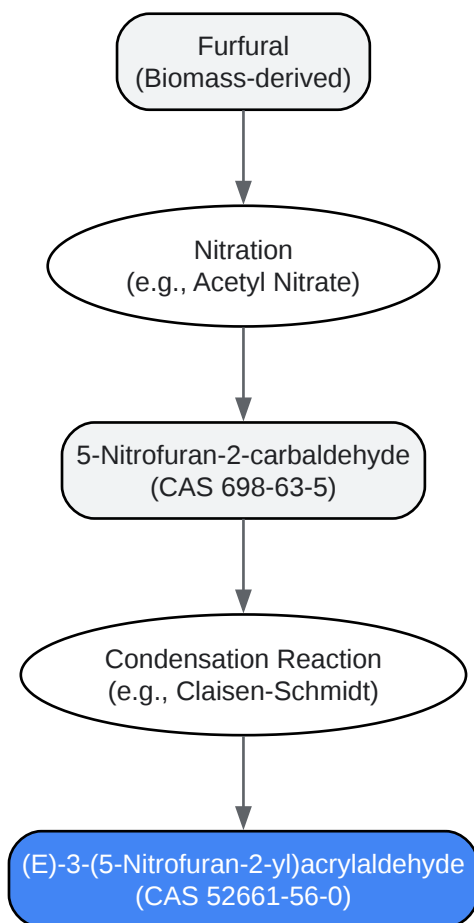 Furfural
(Biomass-derived)
Nitration
(e.g., Acetyl Nitrate)
5-Nitrofuran-2-carbaldehyde
(CAS 698-63-5)
Condensation Reaction
(e.g., Claisen-Schmidt)
(E)-3-(5-Nitrofuran-2-yl)acrylaldehyde
(CAS 52661-56-0)